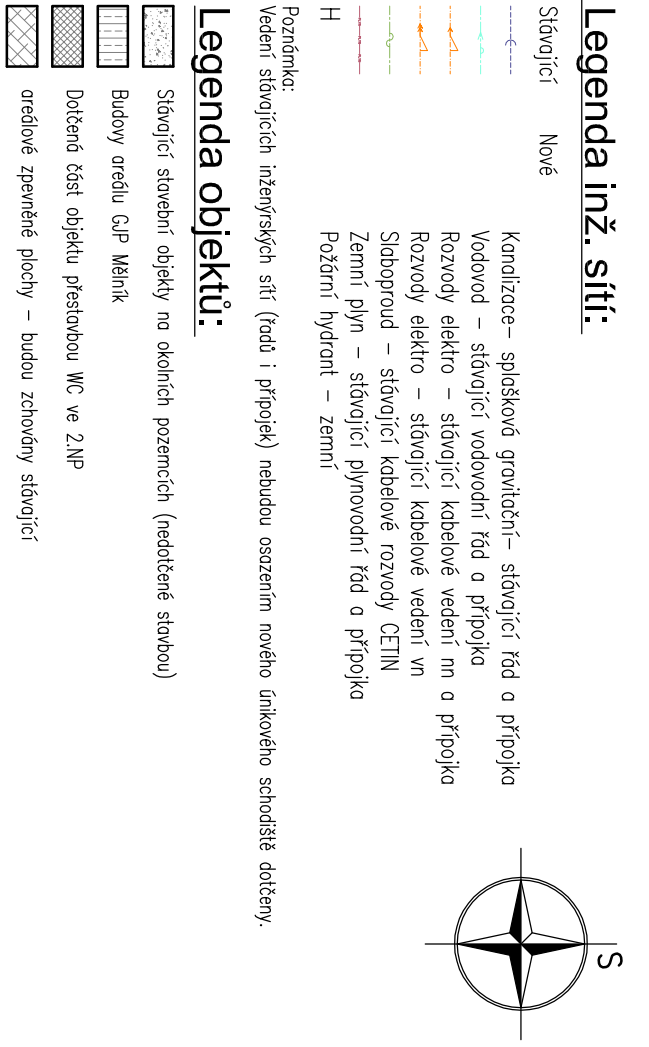 Legenda inž. sítí:
Stávající Nové
Kanalizace– splašková gravitační– stávající řád a přípojka
Vodovod – stávající vodovodní řád a přípojka
Rozvody elektro – stávající kabelové vedení nn a přípojka
Rozvody elektro – stávající kabelové vedení vn
Slaboproud – stávající kabelové rozvody CETIN
Zemní plyn – stávající plynovodní řád a přípojka
H Požární hydrant – zemní
S
Poznámka:
Vedení stávajících inženýrských sítí (řadů i přípojek) nebudou osazením nového únikového schodiště dotčeny.
Legenda objektů:
Stávající stavební objekty na okolních pozemcích (nedotčené stavbou)
Budovy areálu GJP Mělník
Dotčená část objektu přestavbou WC ve 2.NP
areálové zpevněné plochy – budou zchovány stávající